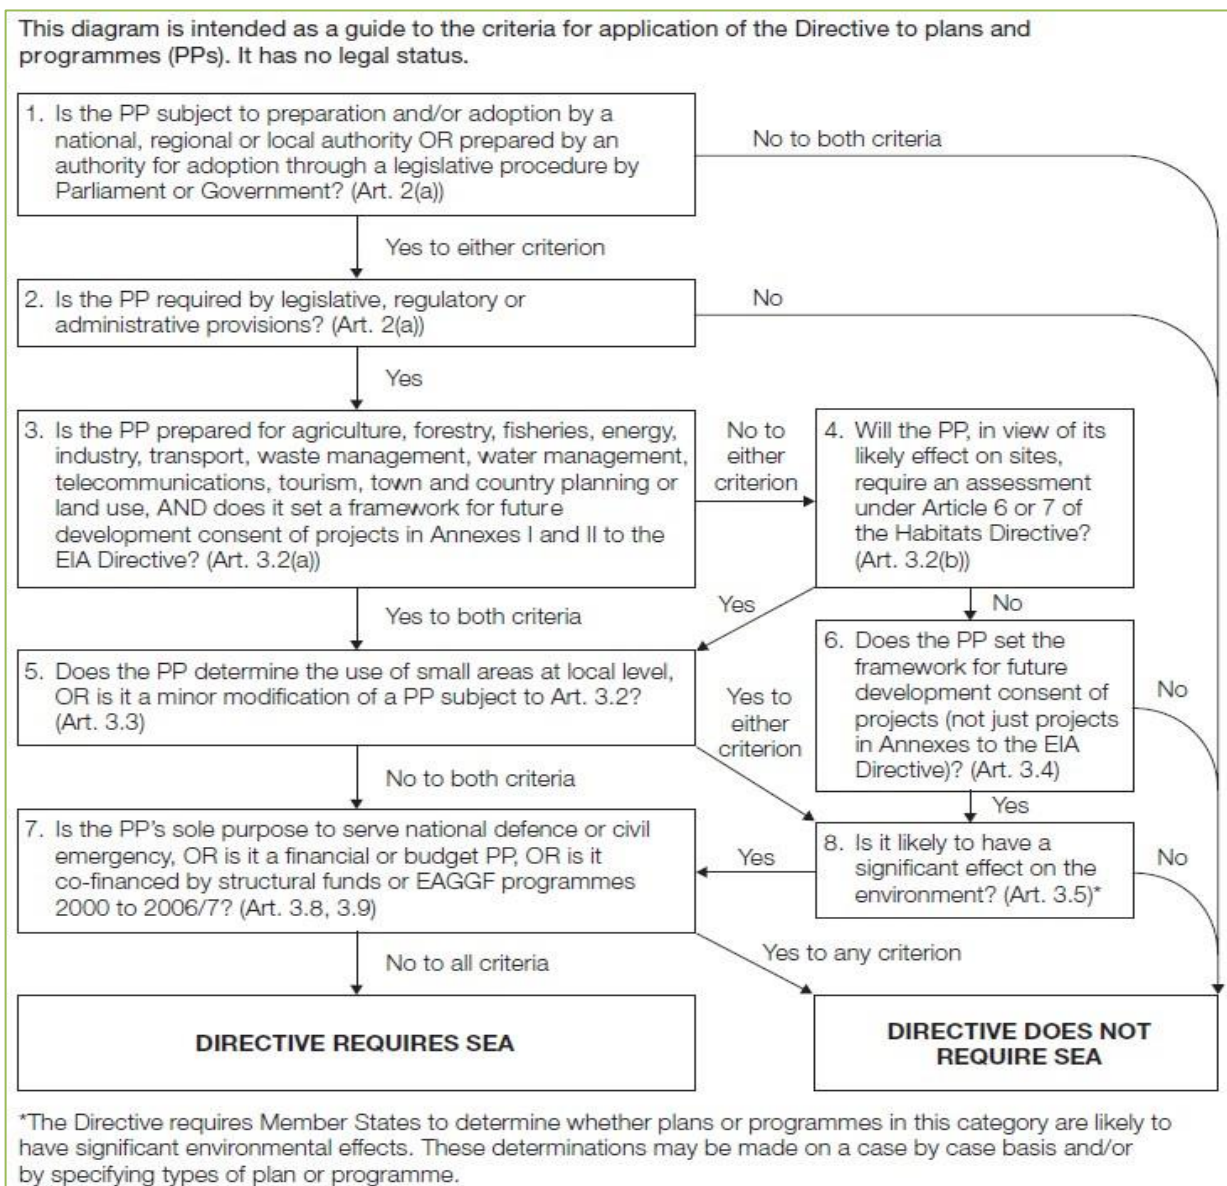 This diagram is intended as a guide to the criteria for application of the Directive to plans and
programmes (PPs). It has no legal status.
1. Is the PP subject to preparation and/or adoption by a
national, regional or local authority OR prepared by an
authority for adoption through a legislative procedure by
Parliament or Government? (Art. 2(a))
No to both criteria
Yes to either criterion
2. Is the PP required by legislative, regulatory or
administrative provisions? (Art. 2(a))
No
Yes
3. Is the PP prepared for agriculture, forestry, fisheries, energy,
industry, transport, waste management, water management,
telecommunications, tourism, town and country planning or
land use, AND does it set a framework for future
development consent of projects in Annexes I and II to the
EIA Directive? (Art. 3.2(a))
No to
either
criterion
4. Will the PP, in view of its
likely effect on sites,
require an assessment
under Article 6 or 7 of
the Habitats Directive?
(Art. 3.2(b))
Yes to both criteria
Yes
No
5. Does the PP determine the use of small areas at local level,
OR is it a minor modification of a PP subject to Art. 3.2?
(Art. 3.3)
Yes to
either
criterion
6. Does the PP set the
framework for future
development consent of
projects (not just projects
in Annexes to the EIA
Directive)? (Art. 3.4)
No
No to both criteria
Yes
7. Is the PP's sole purpose to serve national defence or civil
emergency, OR is it a financial or budget PP, OR is it
co-financed by structural funds or EAGGF programmes
2000 to 2006/7? (Art. 3.8, 3.9)
Yes
8. Is it likely to have a
significant effect on the
environment? (Art. 3.5)*
No
No to all criteria
Yes to any criterion
DIRECTIVE REQUIRES SEA
DIRECTIVE DOES NOT
REQUIRE SEA
*The Directive requires Member States to determine whether plans or programmes in this category are likely to
have significant environmental effects. These determinations may be made on a case by case basis and/or
by specifying types of plan or programme.